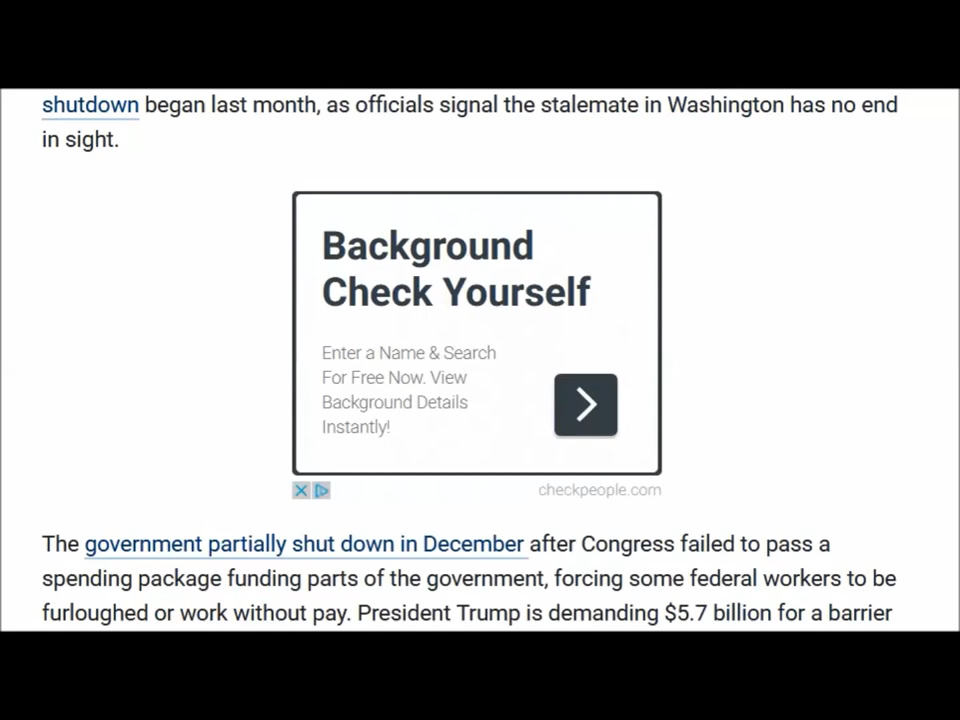 shutdown began last month, as officials signal the stalemate in Washington has no end
in sight.
Background
Check Yourself
Enter a Name & Search
For Free Now. View
Background Details
Instantly!
checkpeople.com
The government partially shut down in December after Congress failed to pass a
spending package funding parts of the government, forcing some federal workers to be
furloughed or work without pay. President Trump is demanding $5.7 billion for a barrier